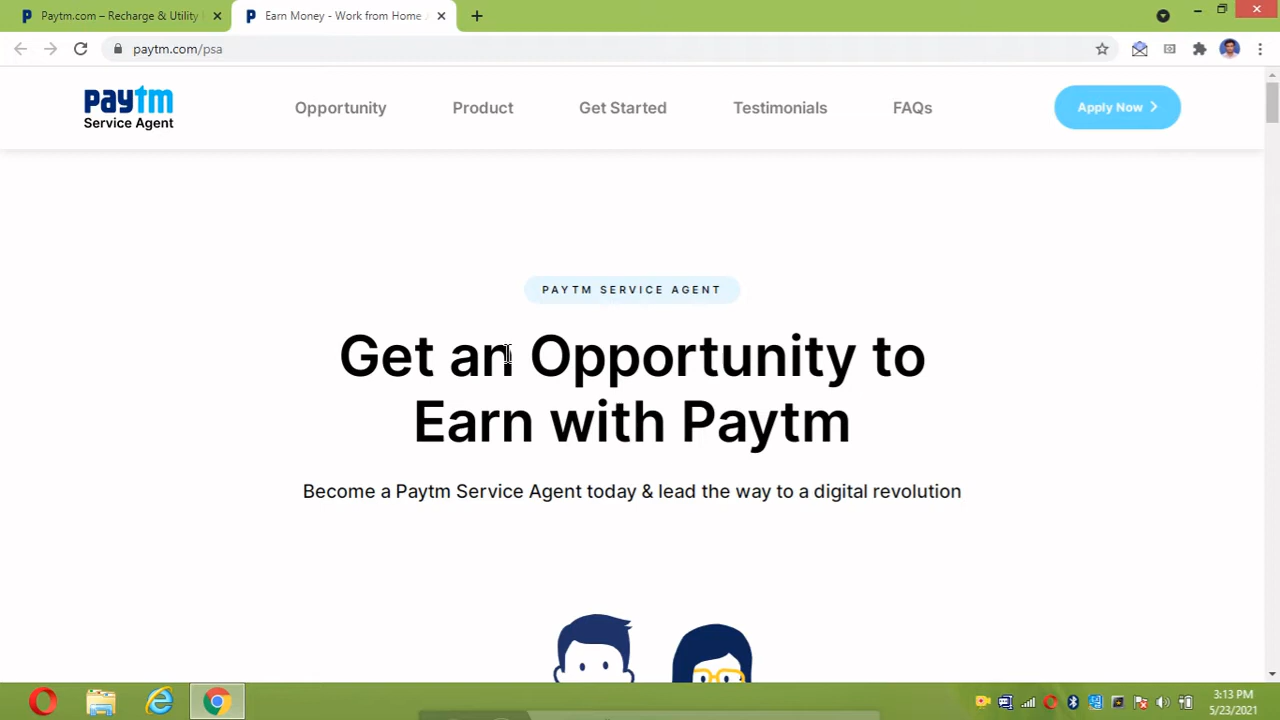 Paytm.com – Recharge & Utility
Earn Money - Work from Home
paytm.com/psa
paytm
Service Agent
Opportunity
Product
Get Started
Testimonials
FAQs
Apply Now
PAYTM SERVICE AGENT
Get an Opportunity to
Earn with Paytm
Become a Paytm Service Agent today & lead the way to a digital revolution
3:13 PM
5/23/2021